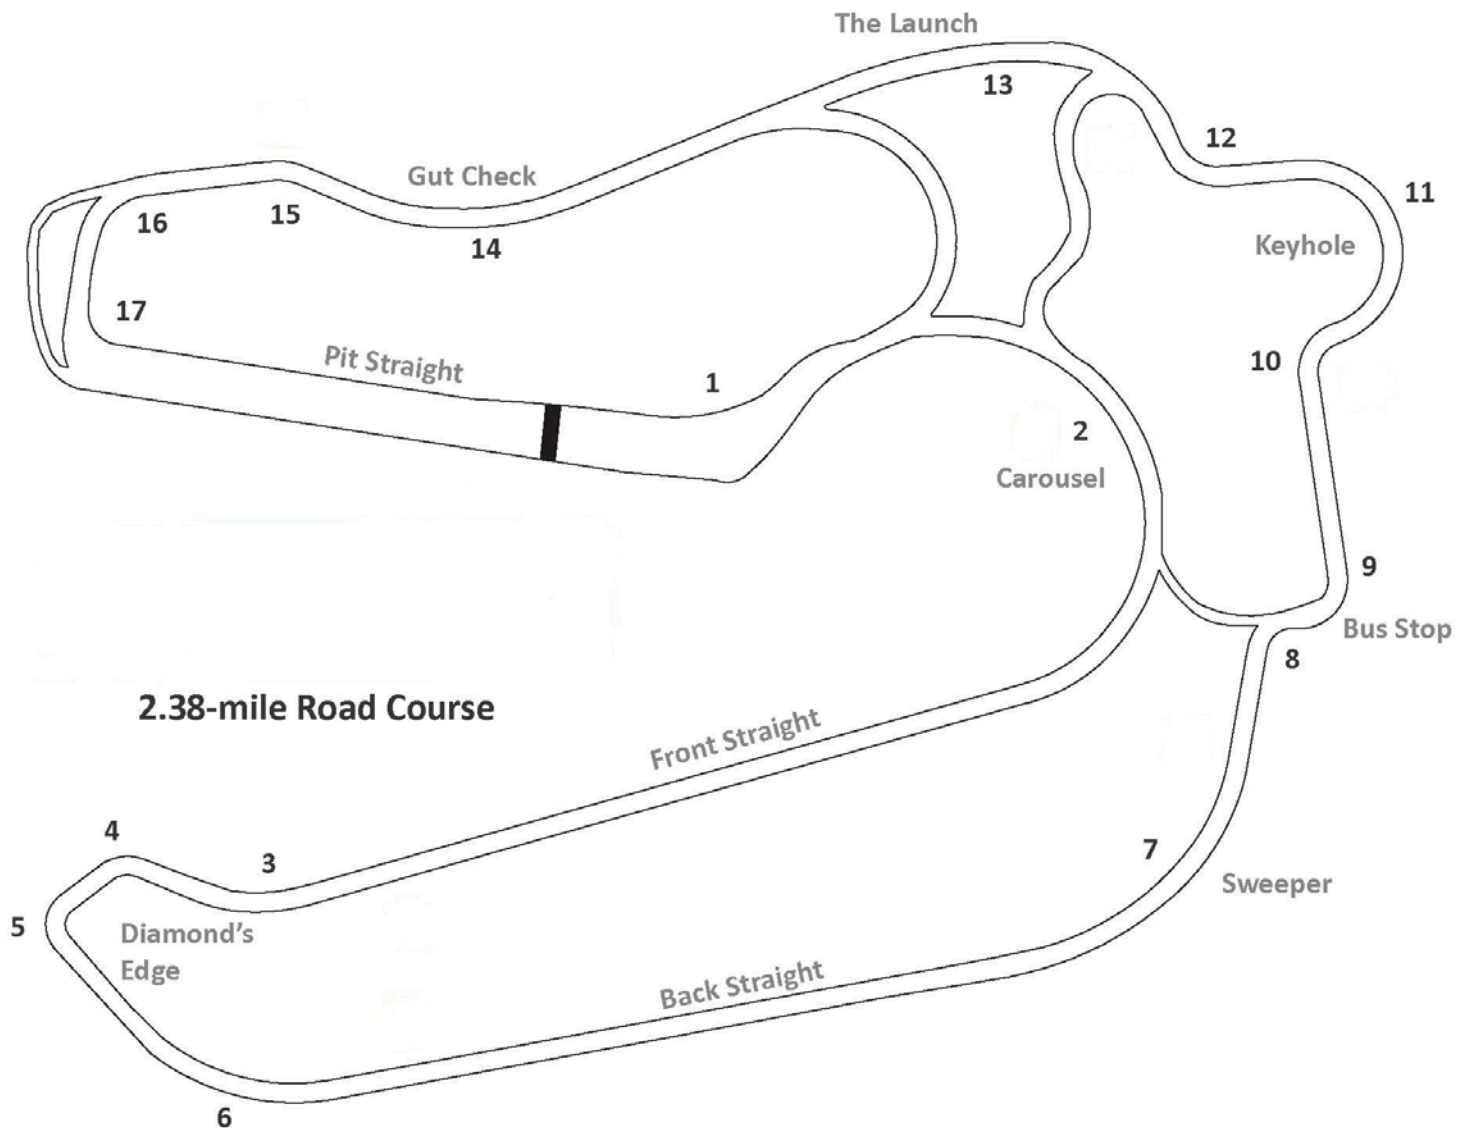 The Launch
13
12
Gut Check
11
16
15
14
Keyhole
17
Pit Straight
1
10
2
Carousel
9
Bus Stop
8
2.38-mile Road Course
Front Straight
4
3
7
Sweeper
5
Diamond's
Edge
Back Straight
6